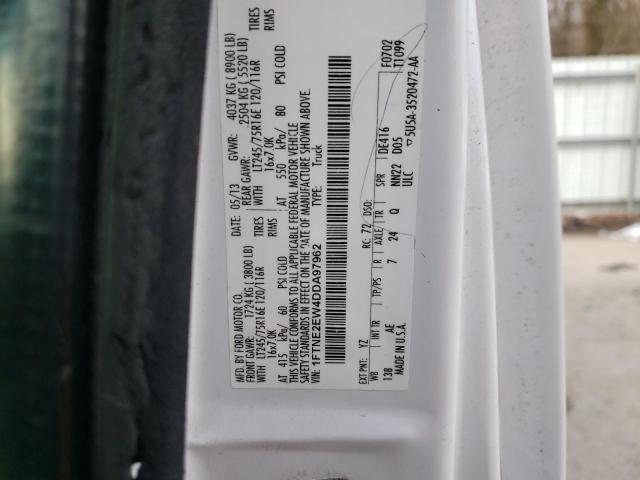 MFD. BY FORD MOTOR CO.
DATE: 05/13 GVWR: 4037 KG ( 8900 LB)
FRONT GAWR: 1724 KG ( 3800 LB) REAR GAWR: 2504 KG ( 5520 LB)
WITH LT245/75R16E 120/116R TIRES WITH LT245/75R16E 120/116R TIRES
16x7.0K RIMS 16x7.0K RIMS
AT 415 kPa/ 60 PSI COLD AT 550 kPa/ 80 PSI COLD
THIS VEHICLE CONFORMS TO ALL APPLICABLE FEDERAL MOTOR VEHICLE
SAFETY STANDARDS IN EFFECT ON THE DATE OF MANUFACTURE SHOWN ABOVE.
VIN: 1FTNE2EW4DDA97962
TYPE: Truck
EXT PNT: YZ RC: 72 DSO: F0702
WB INT TR TP/PS R AXLE TR SPR DE416 T1099
138 AE 7 24 Q NN22 D05
MADE IN U.S.A. ULC
5U5A-3520472-AA